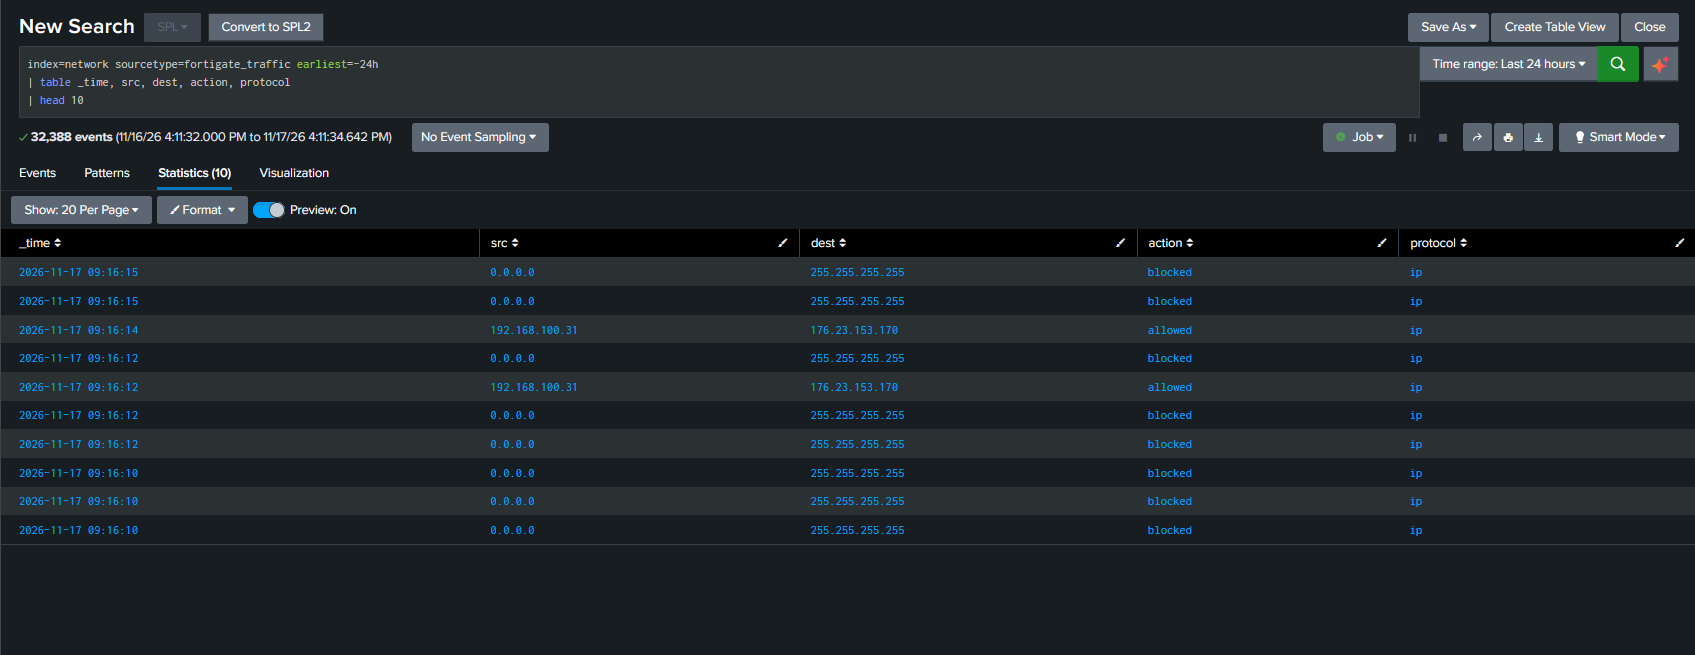 New Search SPL Convert to SPL2 Save As Create Table View Close
index=network sourcetype=fortigate_traffic earliest=-24h
| table _time, src, dest, action, protocol
| head 10
Time range: Last 24 hours
32,388 events (11/16/26 4:11:32.000 PM to 11/17/26 4:11:34.642 PM) No Event Sampling Job Smart Mode
Events Patterns Statistics (10) Visualization
Show: 20 Per Page Format Preview: On
_time src dest action protocol
2026-11-17 09:16:15 0.0.0.0 255.255.255.255 blocked ip
2026-11-17 09:16:15 0.0.0.0 255.255.255.255 blocked ip
2026-11-17 09:16:14 192.168.100.31 176.23.153.170 allowed ip
2026-11-17 09:16:12 0.0.0.0 255.255.255.255 blocked ip
2026-11-17 09:16:12 192.168.100.31 176.23.153.170 allowed ip
2026-11-17 09:16:12 0.0.0.0 255.255.255.255 blocked ip
2026-11-17 09:16:12 0.0.0.0 255.255.255.255 blocked ip
2026-11-17 09:16:10 0.0.0.0 255.255.255.255 blocked ip
2026-11-17 09:16:10 0.0.0.0 255.255.255.255 blocked ip
2026-11-17 09:16:10 0.0.0.0 255.255.255.255 blocked ip